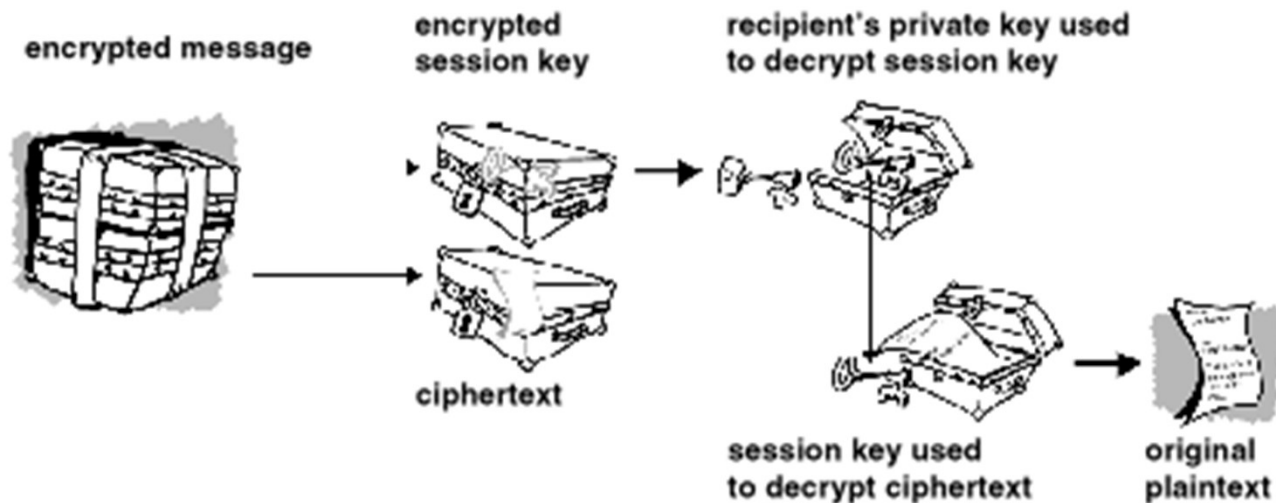 encrypted message
encrypted
session key
recipient's private key used
to decrypt session key
ciphertext
session key used
to decrypt ciphertext
original
plaintext